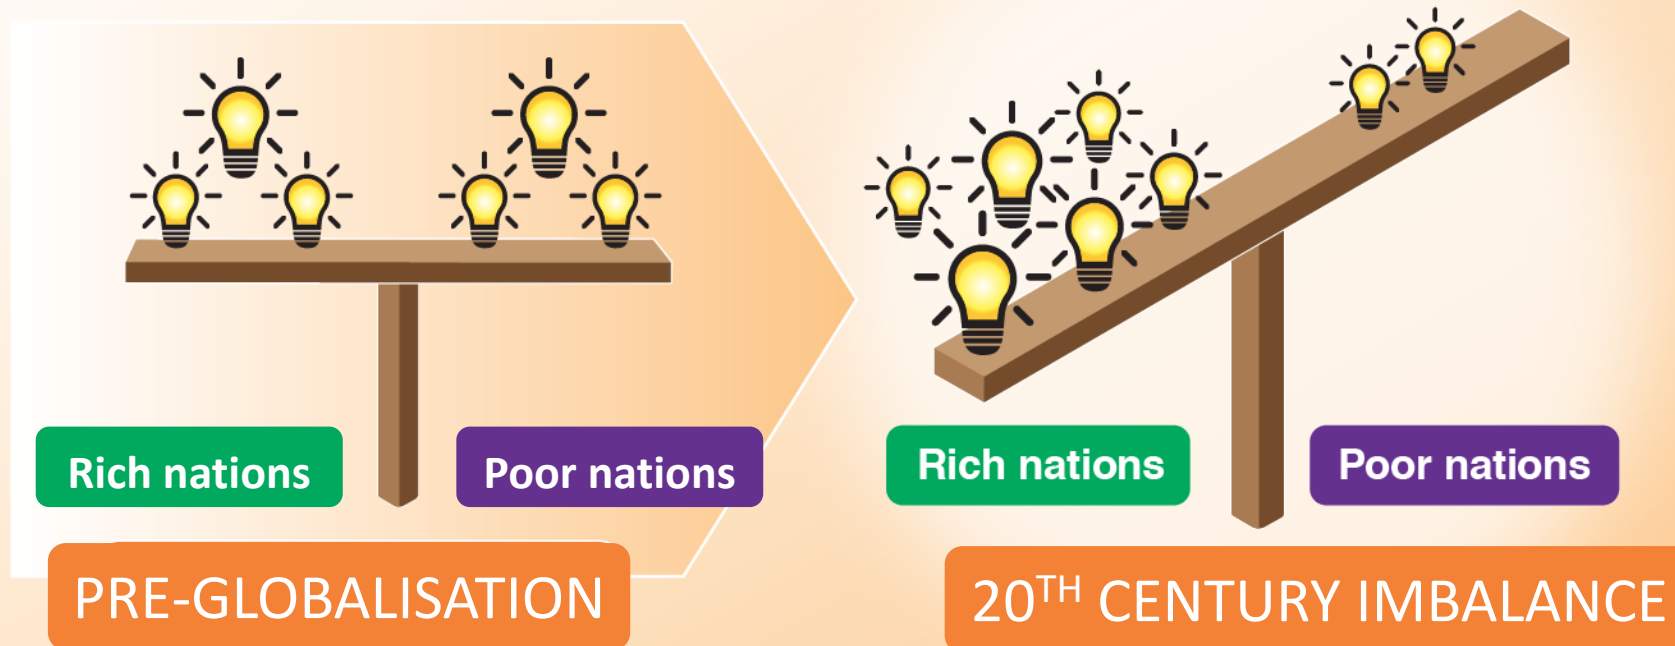 Rich nations
Poor nations
PRE-GLOBALISATION
Rich nations
Poor nations
20TH CENTURY IMBALANCE